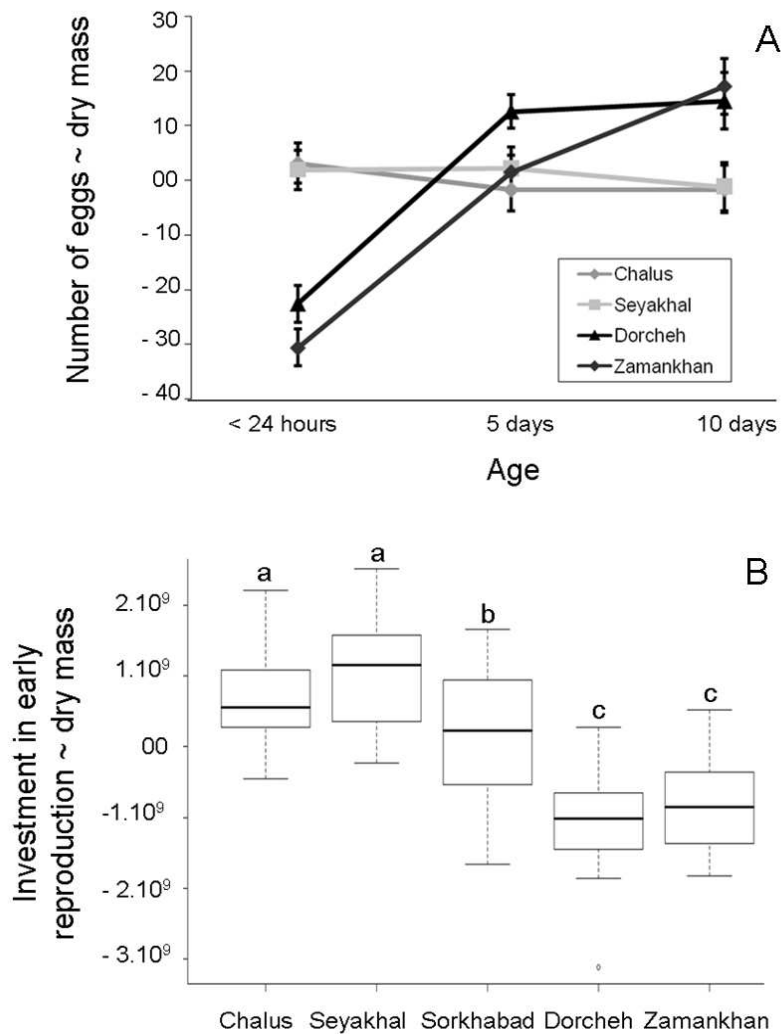 A
30
20
10
00
- 10
- 20
- 30
- 40
Number of eggs ~ dry mass
Chalus
Seyakhal
Dorcheh
Zamankhan
< 24 hours 5 days 10 days
Age
B
2.10⁹
1.10⁹
00
-1.10⁹
- 2.10⁹
- 3.10⁹
Investment in early
reproduction ~ dry mass
a a b c c
Chalus Seyakhal Sorkhabad Dorcheh Zamankhan